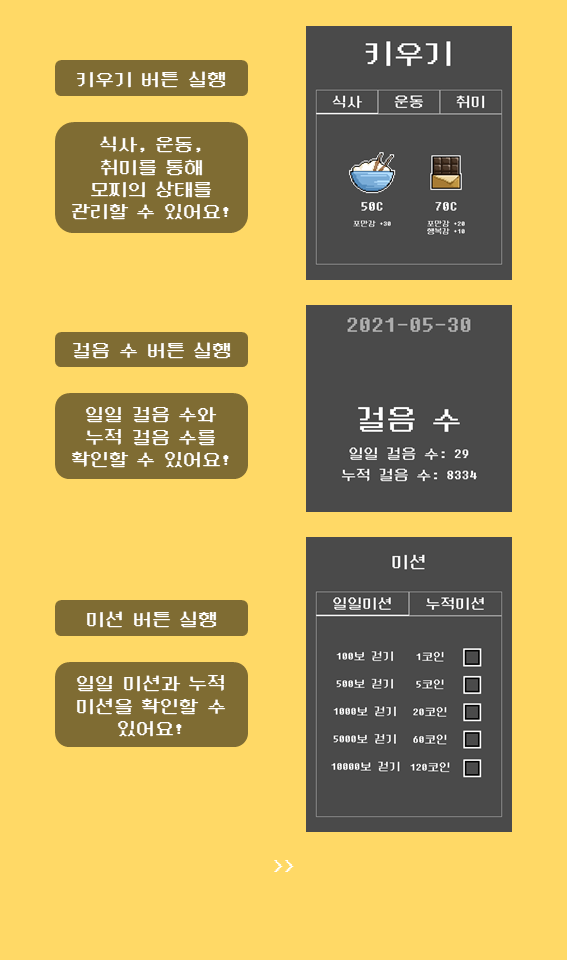 키우기 버튼 실행
식사, 운동,
취미를 통해
모찌의 상태를
관리할 수 있어요!
키우기
식사 운동 취미
50C 70C
포만감 +30 포만감 +20
행복감 +10
걸음 수 버튼 실행
일일 걸음 수와
누적 걸음 수를
확인할 수 있어요!
2021-05-30
걸음 수
일일 걸음 수: 29
누적 걸음 수: 8334
미션 버튼 실행
일일 미션과 누적
미션을 확인할 수
있어요!
미션
일일미션 누적미션
100보 걷기 1코인
500보 걷기 5코인
1000보 걷기 20코인
5000보 걷기 60코인
10000보 걷기 120코인
>>